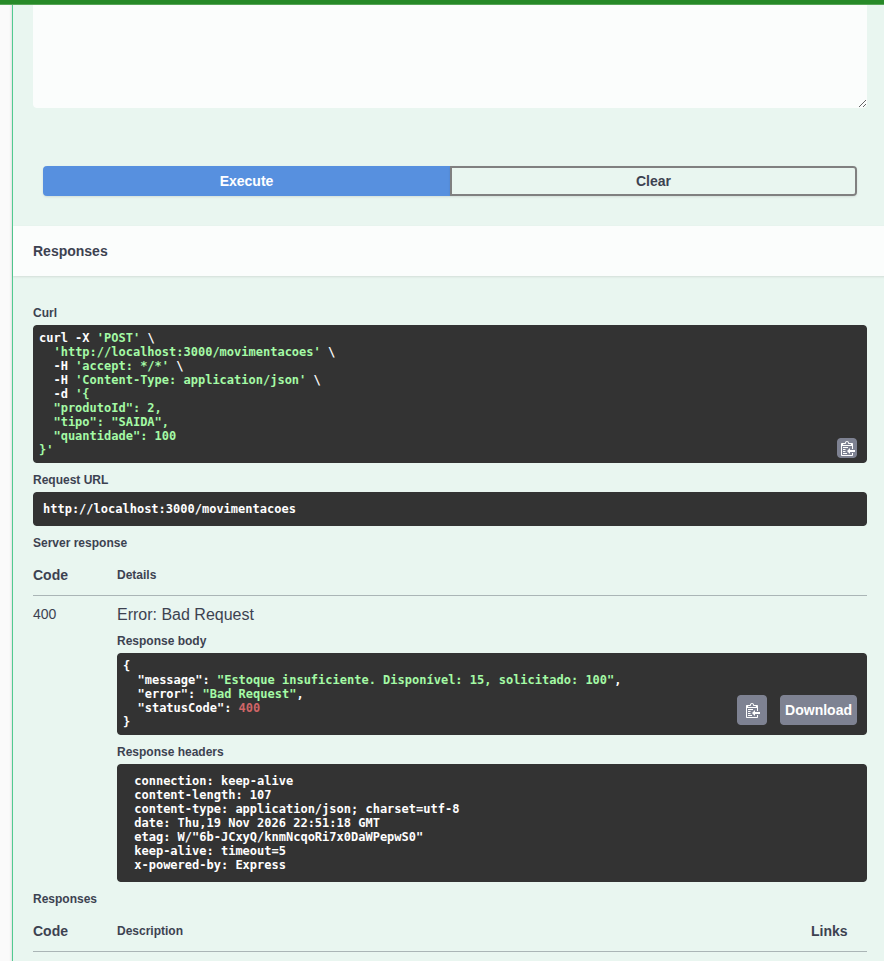 Execute
Clear
Responses
Curl
curl -X 'POST' \
  'http://localhost:3000/movimentacoes' \
  -H 'accept: */*' \
  -H 'Content-Type: application/json' \
  -d '{
  "produtoId": 2,
  "tipo": "SAIDA",
  "quantidade": 100
}'
Request URL
http://localhost:3000/movimentacoes
Server response
Code Details
400 Error: Bad Request
Response body
{
  "message": "Estoque insuficiente. Disponível: 15, solicitado: 100",
  "error": "Bad Request",
  "statusCode": 400
}
Download
Response headers
connection: keep-alive
content-length: 107
content-type: application/json; charset=utf-8
date: Thu,19 Nov 2026 22:51:18 GMT
etag: W/"6b-JCxyQ/knmNcqoRi7x0DaWPepwS0"
keep-alive: timeout=5
x-powered-by: Express
Responses
Code Description Links